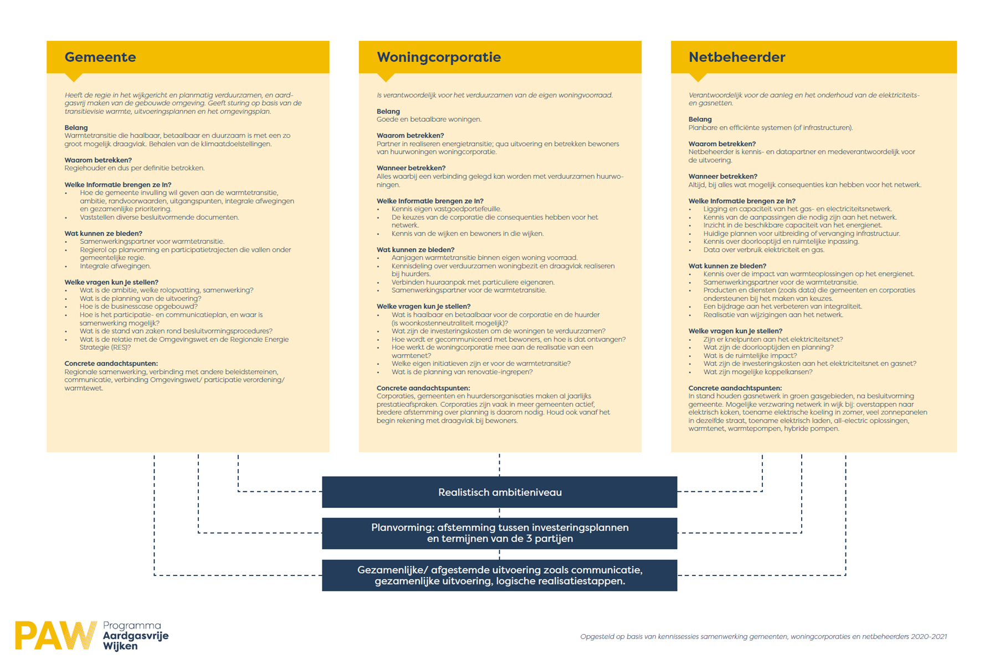 Gemeente
Heeft de regie in het wijkgericht en planmatig verduurzamen, en aard-
gasvrij maken van de gebouwde omgeving. Geeft sturing op basis van de
transitievisie warmte, uitvoeringsplannen en het omgevingsplan.
Belang
Warmtetransitie die haalbaar, betaalbaar en duurzaam is met een zo
groot mogelijk draagvlak. Behalen van de klimaatdoelstellingen.
Waarom betrekken?
Regiehouder en dus per definitie betrokken.
Welke informatie brengen ze in?
• Hoe de gemeente invulling wil geven aan de warmtetransitie,
ambitie, randvoorwaarden, uitgangspunten, integrale afwegingen
en gezamenlijke prioritering.
• Vaststellen diverse besluitvormende documenten.
Wat kunnen ze bieden?
• Samenwerkingspartner voor warmtetransitie.
• Regierol op planvorming en participatietrajecten die vallen onder
gemeentelijke regie.
• Integrale afwegingen.
Welke vragen kun je stellen?
• Wat is de ambitie, welke rolopvatting, samenwerking?
• Wat is de planning van de uitvoering?
• Hoe is de businesscase opgebouwd?
• Hoe is het participatie- en communicatieplan, en waar is
samenwerking mogelijk?
• Wat is de stand van zaken rond besluitvormingsprocedures?
• Wat is de relatie met de Omgevingswet en de Regionale Energie
Strategie (RES)?
Concrete aandachtspunten:
Regionale samenwerking, verbinding met andere beleidsterreinen,
communicatie, verbinding Omgevingswet/ participatie verordening/
warmtewet.
Woningcorporatie
Is verantwoordelijk voor het verduurzamen van de eigen woningvoorraad.
Belang
Goede en betaalbare woningen.
Waarom betrekken?
Partner in realiseren energietransitie; qua uitvoering en betrekken bewoners
van huurwoningen woningcorporatie.
Wanneer betrekken?
Alles waarbij een verbinding gelegd kan worden met verduurzamen huurwo-
ningen.
Welke informatie brengen ze in?
• Kennis eigen vastgoedportefeuille.
• De keuzes van de corporatie die consequenties hebben voor het
netwerk.
• Kennis van de wijken en bewoners in die wijken.
Wat kunnen ze bieden?
• Aanjagen warmtetransitie binnen eigen woning voorraad.
• Kennisdeling over verduurzamen woningbezit en draagvlak realiseren
bij huurders.
• Verbinden huuraanpak met particuliere eigenaren.
• Samenwerkingspartner voor de warmtetransitie.
Welke vragen kun je stellen?
• Wat is haalbaar en betaalbaar voor de corporatie en de huurder
(is woonkostenneutraliteit mogelijk)?
• Wat zijn de investeringskosten om de woningen te verduurzamen?
• Hoe wordt er gecommuniceerd met bewoners, en hoe is dat ontvangen?
• Hoe werkt de woningcorporatie mee aan de realisatie van een
warmtenet?
• Welke eigen initiatieven zijn er voor de warmtetransitie?
• Wat is de planning van renovatie-ingrepen?
Concrete aandachtspunten:
Corporaties, gemeenten en huurdersorganisaties maken al jaarlijks
prestatieafspraken. Corporaties zijn vaak in meer gemeenten actief,
bredere afstemming over planning is daarom nodig. Houd ook vanaf het
begin rekening met draagvlak bij bewoners.
Netbeheerder
Verantwoordelijk voor de aanleg en het onderhoud van de elektriciteits-
en gasnetten.
Belang
Planbare en efficiënte systemen (of infrastructuren).
Waarom betrekken?
Netbeheerder is kennis- en datapartner en medeverantwoordelijk voor
de uitvoering.
Wanneer betrekken?
Altijd, bij alles wat mogelijk consequenties kan hebben voor het netwerk.
Welke informatie brengen ze in?
• Ligging en capaciteit van het gas- en electriciteitsnetwerk.
• Kennis van de aanpassingen die nodig zijn aan het netwerk.
• Inzicht in de beschikbare capaciteit van het energienet.
• Huidige plannen voor uitbreiding of vervanging infrastructuur.
• Kennis over doorlooptijd en ruimtelijke inpassing.
• Data over verbruik elektriciteit en gas.
Wat kunnen ze bieden?
• Kennis over de impact van warmteoplossingen op het energienet.
• Samenwerkingspartner voor de warmtetransitie.
• Producten en diensten (zoals data) die gemeenten en corporaties
ondersteunen bij het maken van keuzes.
• Een bijdrage aan het verbeteren van integraliteit.
• Realisatie van wijzigingen aan het netwerk.
Welke vragen kun je stellen?
• Zijn er knelpunten aan het elektriciteitsnet?
• Wat zijn de doorlooptijden en planning?
• Wat is de ruimtelijke impact?
• Wat zijn de investeringskosten aan het elektriciteitsnet en gasnet?
• Wat zijn mogelijke koppelkansen?
Concrete aandachtspunten:
In stand houden gasnetwerk in groen gasgebieden, na besluitvorming
gemeente. Mogelijke verzwaring netwerk in wijk bij: overstappen naar
elektrisch koken, toename elektrische koeling in zomer, veel zonnepanelen
in dezelfde straat, toename elektrisch laden, all-electric oplossingen,
warmtenet, warmtepompen, hybride pompen.
Realistisch ambitieniveau
Planvorming: afstemming tussen investeringsplannen
en termijnen van de 3 partijen
Gezamenlijke/ afgestemde uitvoering zoals communicatie,
gezamenlijke uitvoering, logische realisatiestappen.
PAW
Programma
Aardgasvrije
Wijken
Opgesteld op basis van kennissessies samenwerking gemeenten, woningcorporaties en netbeheerders 2020-2021